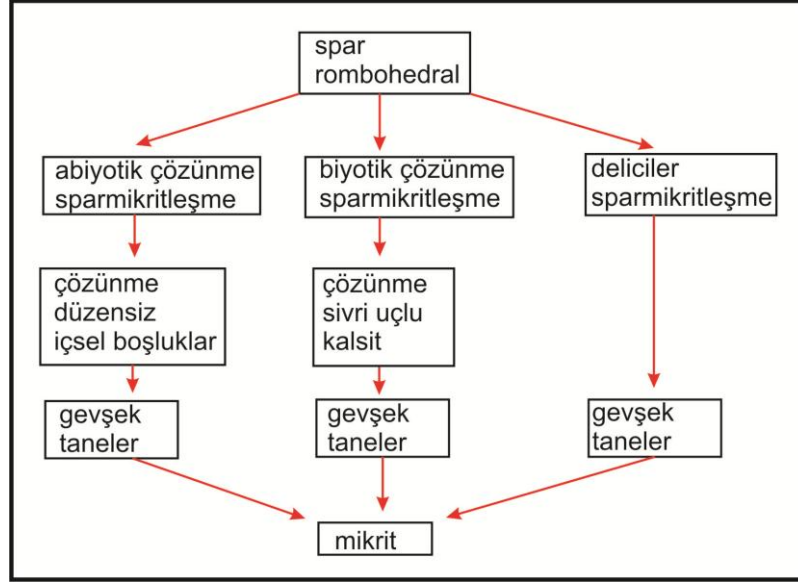 spar
rombohedral
abiyotik çözünme
sparmikritleşme
biyotik çözünme
sparmikritleşme
deliciler
sparmikritleşme
çözünme
düzensiz
içsel boşluklar
çözünme
sivri uçlu
kalsit
gevşek
taneler
gevşek
taneler
gevşek
taneler
mikrit